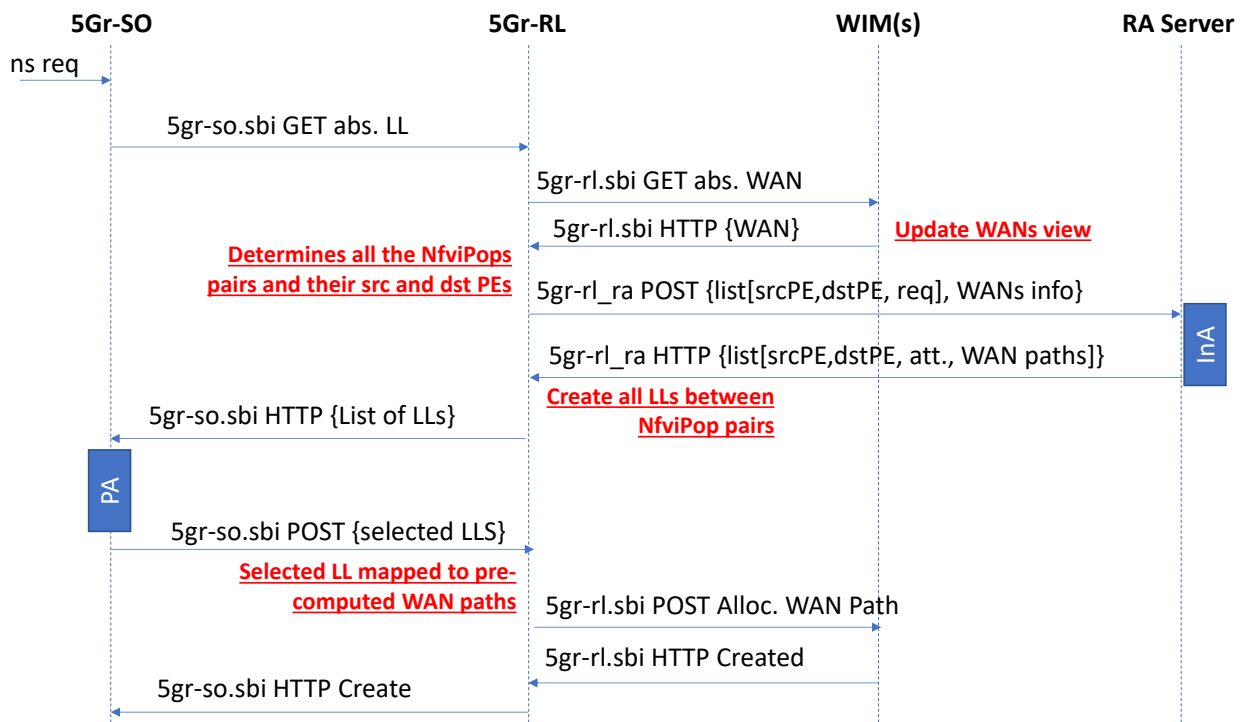 5Gr-SO
5Gr-RL
WIM(s)
RA Server
ns req
5gr-so.sbi GET abs. LL
5gr-rl.sbi GET abs. WAN
5gr-rl.sbi HTTP {WAN}
Update WANs view
Determines all the NfviPops
pairs and their src and dst PEs
5gr-rl_ra POST {list[srcPE,dstPE, req], WANs info}
InA
5gr-rl_ra HTTP {list[srcPE,dstPE, att., WAN paths]}
Create all LLs between
NfviPop pairs
5gr-so.sbi HTTP {List of LLs}
PA
5gr-so.sbi POST {selected LLS}
Selected LL mapped to pre-
computed WAN paths
5gr-rl.sbi POST Alloc. WAN Path
5gr-rl.sbi HTTP Created
5gr-so.sbi HTTP Create